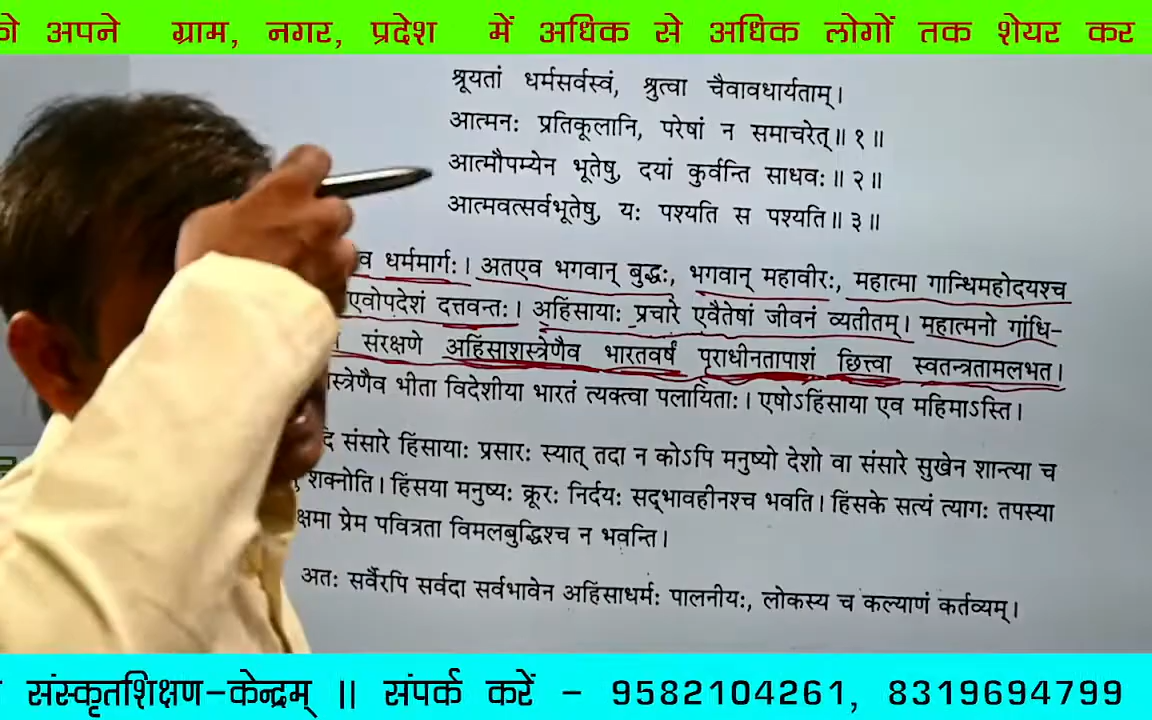 अपने ग्राम, नगर, प्रदेश में अधिक से अधिक लोगों तक शेयर कर
श्रूयतां धर्मसर्वस्वं, श्रुत्वा चैवावधार्यताम्।
आत्मनः प्रतिकूलानि, परेषां न समाचरेत्॥ १ ॥
आत्मौपम्येन भूतेषु, दयां कुर्वन्ति साधवः॥ २ ॥
आत्मवत्सर्वभूतेषु, यः पश्यति स पश्यति॥ ३ ॥
धर्ममार्गः। अतएव भगवान् बुद्धः, भगवान् महावीरः, महात्मा गान्धिमहोदयश्च
एवोपदेशं दत्तवन्तः। अहिंसायाः प्रचारे एवैतेषां जीवनं व्यतीतम्। महात्मनो गांधि-
संरक्षणे अहिंसाशस्त्रेणैव भारतवर्षं पराधीनतापाशं छित्त्वा स्वतन्त्रतामलभत।
स्त्रेणैव भीता विदेशीया भारतं त्यक्त्वा पलायिताः। एषोऽहिंसाया एव महिमाऽस्ति।
संसारे हिंसायाः प्रसारः स्यात् तदा न कोऽपि मनुष्यो देशो वा संसारे सुखेन शान्त्या च
शक्नोति। हिंसया मनुष्यः क्रूरः निर्दयः सद्भावहीनश्च भवति। हिंसके सत्यं त्यागः तपस्या
क्षमा प्रेम पवित्रता विमलबुद्धिश्च न भवन्ति।
अतः सर्वैरपि सर्वदा सर्वभावेन अहिंसाधर्मः पालनीयः, लोकस्य च कल्याणं कर्तव्यम्।
संस्कृतशिक्षण-केन्द्रम् || संपर्क करें - 9582104261, 8319694799